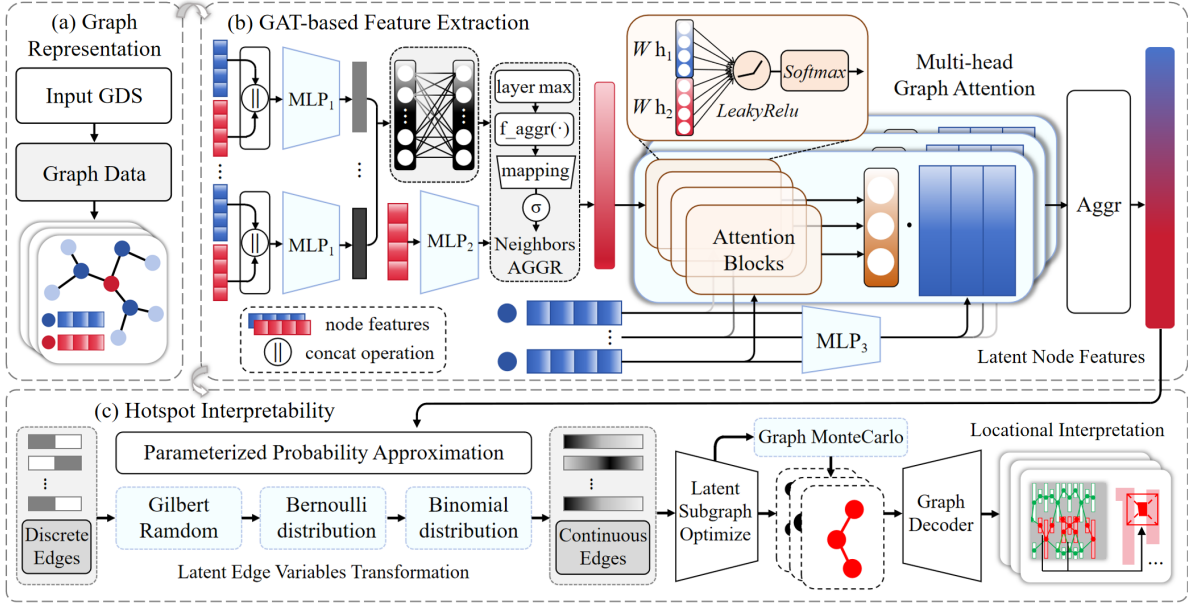 (a) Graph
Representation
Input GDS
Graph Data
(b) GAT-based Feature Extraction
||
MLP1
||
MLP1
MLP2
layer max
f_aggr(·)
mapping
σ
Neighbors
AGGR
node features
|| concat operation
W h1
W h2
LeakyRelu
Softmax
Multi-head
Graph Attention
Attention
Blocks
MLP3
Aggr
Latent Node Features
(c) Hotspot Interpretability
Discrete
Edges
Parameterized Probability Approximation
Gilbert
Random
Bernoulli
distribution
Binomial
distribution
Latent Edge Variables Transformation
Continuous
Edges
Latent
Subgraph
Optimize
Graph MonteCarlo
Graph
Decoder
Locational Interpretation
...